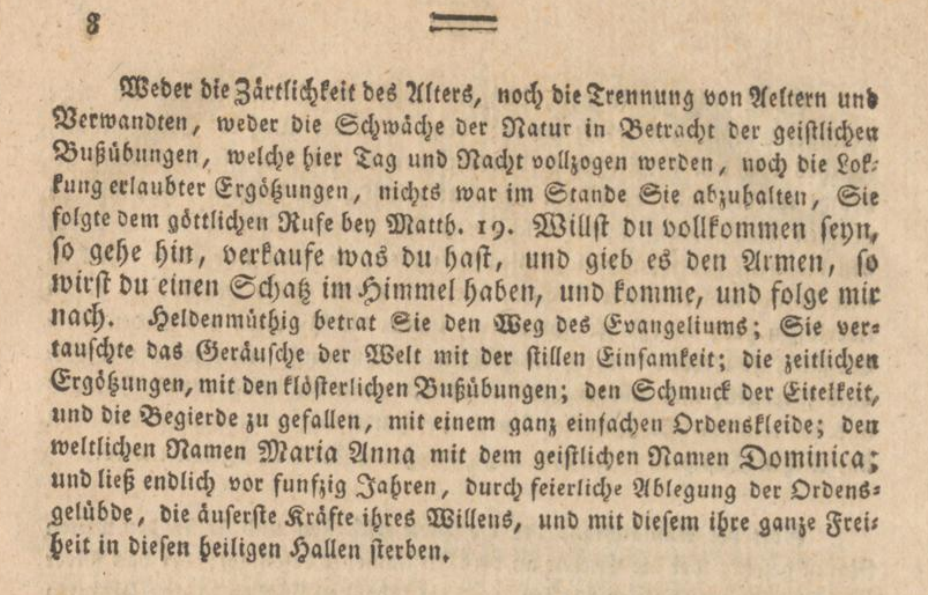 8
Weder die Zärtlichkeit des Alters, noch die Trennung von Aeltern und
Verwandten, weder die Schwäche der Natur in Betracht der geistlichen
Bußübungen, welche hier Tag und Nacht vollzogen werden, noch die Lok-
kung erlaubter Ergötzungen, nichts war im Stande Sie abzuhalten, Sie
folgte dem göttlichen Rufe bey Matth. 19. Willst du vollkommen seyn,
so gehe hin, verkaufe was du hast, und gieb es den Armen, so
wirst du einen Schatz im Himmel haben, und komme, und folge mir
nach. Heldenmüthig betrat Sie den Weg des Evangeliums; Sie ver-
tauschte das Geräusche der Welt mit der stillen Einsamkeit; die zeitlichen
Ergötzungen, mit den klösterlichen Bußübungen; den Schmuck der Eitelkeit,
und die Begierde zu gefallen, mit einem ganz einfachen Ordenskleide; den
weltlichen Namen Maria Anna mit dem geistlichen Namen Dominica;
und ließ endlich vor funfzig Jahren, durch feierliche Ablegung der Ordens-
gelübde, die äuserste Kräfte ihres Willens, und mit diesem ihre ganze Frei-
heit in diesen heiligen Hallen sterben.